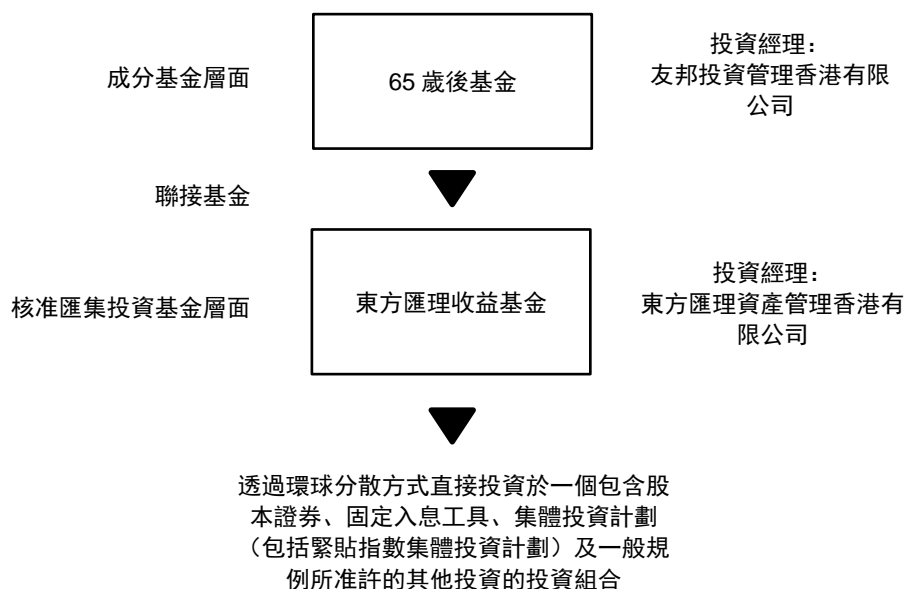 成分基金層面
65 歲後基金
投資經理：
友邦投資管理香港有限
公司
聯接基金
核准匯集投資基金層面
東方匯理收益基金
投資經理：
東方匯理資產管理香港有
限公司
透過環球分散方式直接投資於一個包含股
本證券、固定入息工具、集體投資計劃
（包括緊貼指數集體投資計劃）及一般規
例所准許的其他投資的投資組合